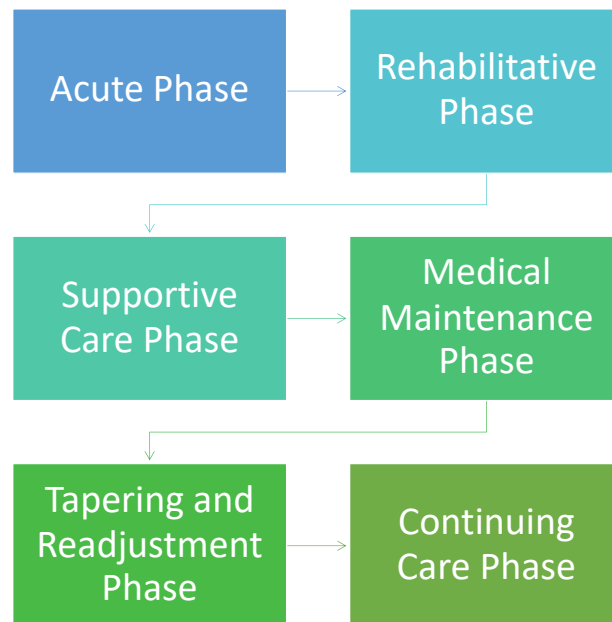 Acute Phase
Rehabilitative
Phase
Supportive
Care Phase
Medical
Maintenance
Phase
Tapering and
Readjustment
Phase
Continuing
Care Phase